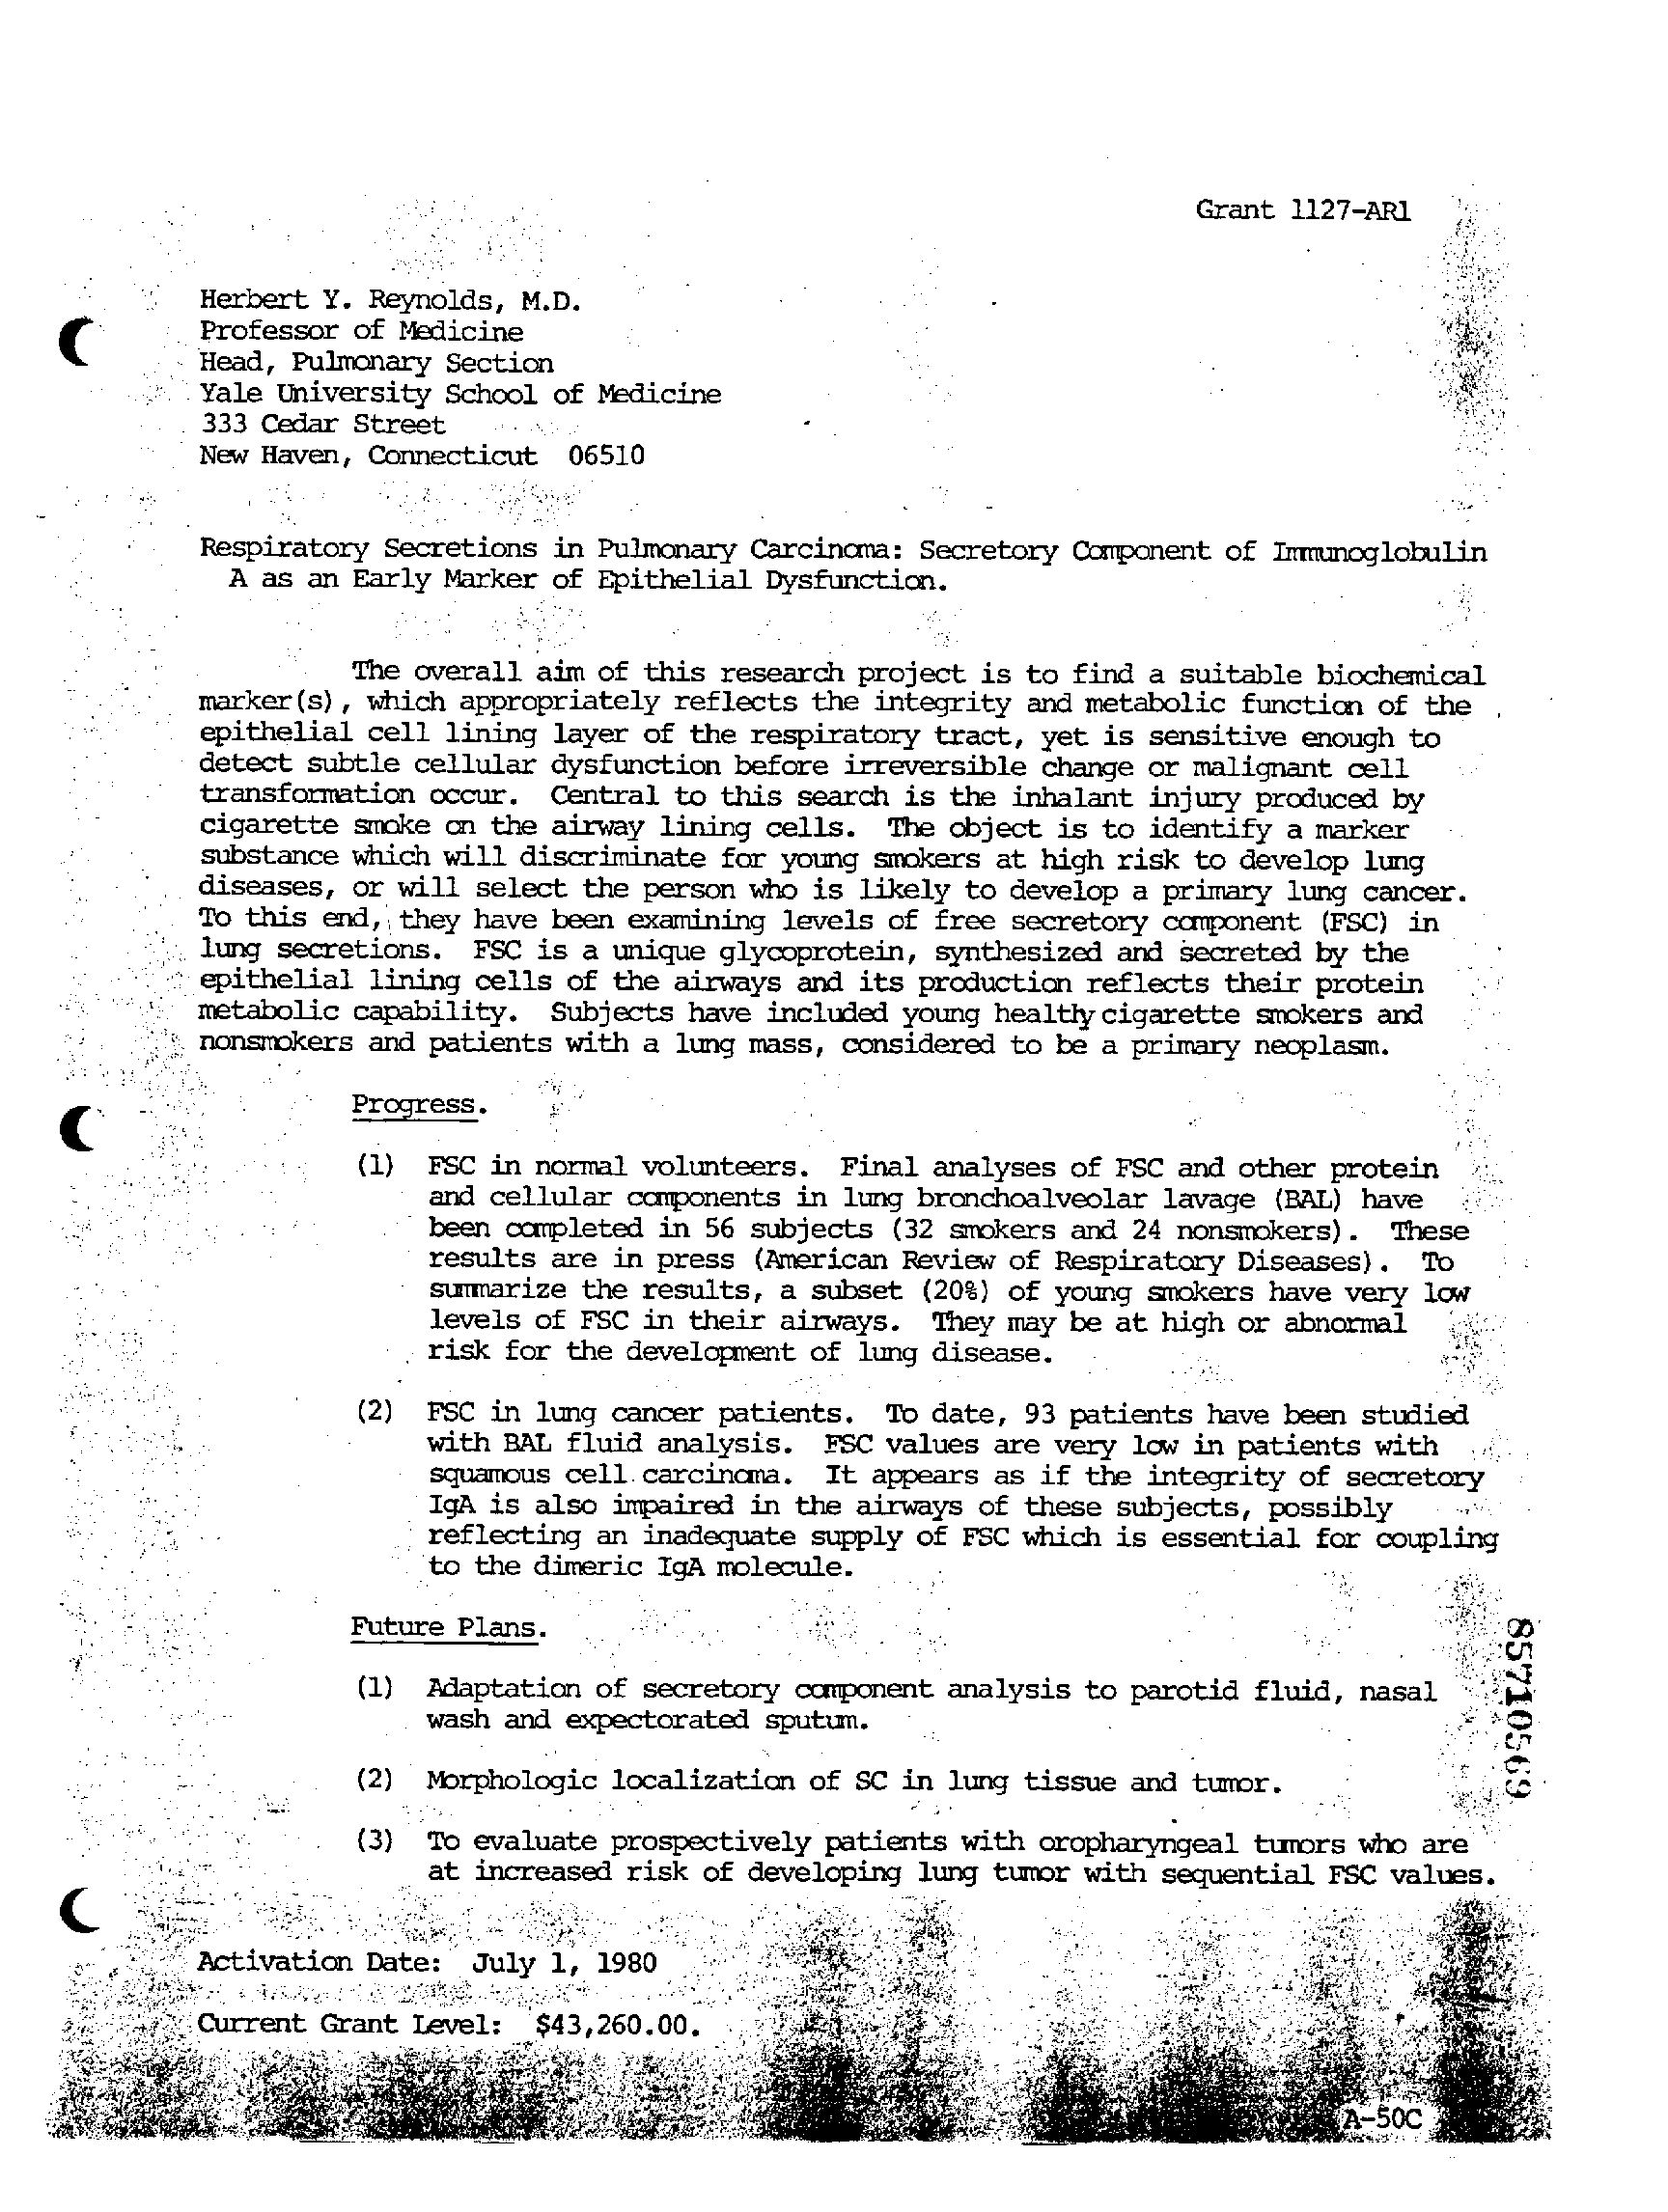 Grant 1127-AR1
Herbert Y. Reynolds, M.D.
Professor of Medicine
Head, Pulmonary Section
Yale University School of Medicine
333 Cedar Street
New Haven, Connecticut 06510
Respiratory Secretions in Pulmonary Carcinoma: Secretory Component of Immunoglobulin
A as an Early Marker of Epithelial Dysfunction.
The overall aim of this research project is to find a suitable biochemical
marker(s), which appropriately reflects the integrity and metabolic function of the
epithelial cell lining layer of the respiratory tract, yet is sensitive enough to
detect subtle cellular dysfunction before irreversible change or malignant cell
transformation occur. Central to this search is the inhalant injury produced by
cigarette smoke on the airway lining cells. The object is to identify a marker
substance which will discriminate for young smokers at high risk to develop lung
diseases, or will select the person who is likely to develop a primary lung cancer.
To this end, they have been examining levels of free secretory component (FSC) in
lung secretions. FSC is a unique glycoprotein, synthesized and secreted by the
epithelial lining cells of the airways and its production reflects their protein
metabolic capability. Subjects have included young healthy cigarette smokers and
nonsmokers and patients with a lung mass, considered to be a primary neoplasm.
Progress.
(1) FSC in normal volunteers. Final analyses of FSC and other protein
and cellular components in lung bronchoalveolar lavage (BAL) have
been completed in 56 subjects (32 smokers and 24 nonsmokers). These
results are in press (American Review of Respiratory Diseases). To
summarize the results, a subset (20%) of young smokers have very low
levels of FSC in their airways. They may be at high or abnormal
risk for the development of lung disease.
(2) FSC in lung cancer patients. To date, 93 patients have been studied
with BAL fluid analysis. FSC values are very low in patients with
squamous cell carcinoma. It appears as if the integrity of secretory
IgA is also impaired in the airways of these subjects, possibly
reflecting an inadequate supply of FSC which is essential for coupling
to the dimeric IgA molecule.
Future Plans.
(1) Adaptation of secretory component analysis to parotid fluid, nasal
wash and expectorated sputum.
(2) Morphologic localization of SC in lung tissue and tumor.
(3) To evaluate prospectively patients with oropharyngeal tumors who are
at increased risk of developing lung tumor with sequential FSC values.
Activation Date: July 1, 1980
Current Grant Level: $43,260.00.
A-50C
85710569